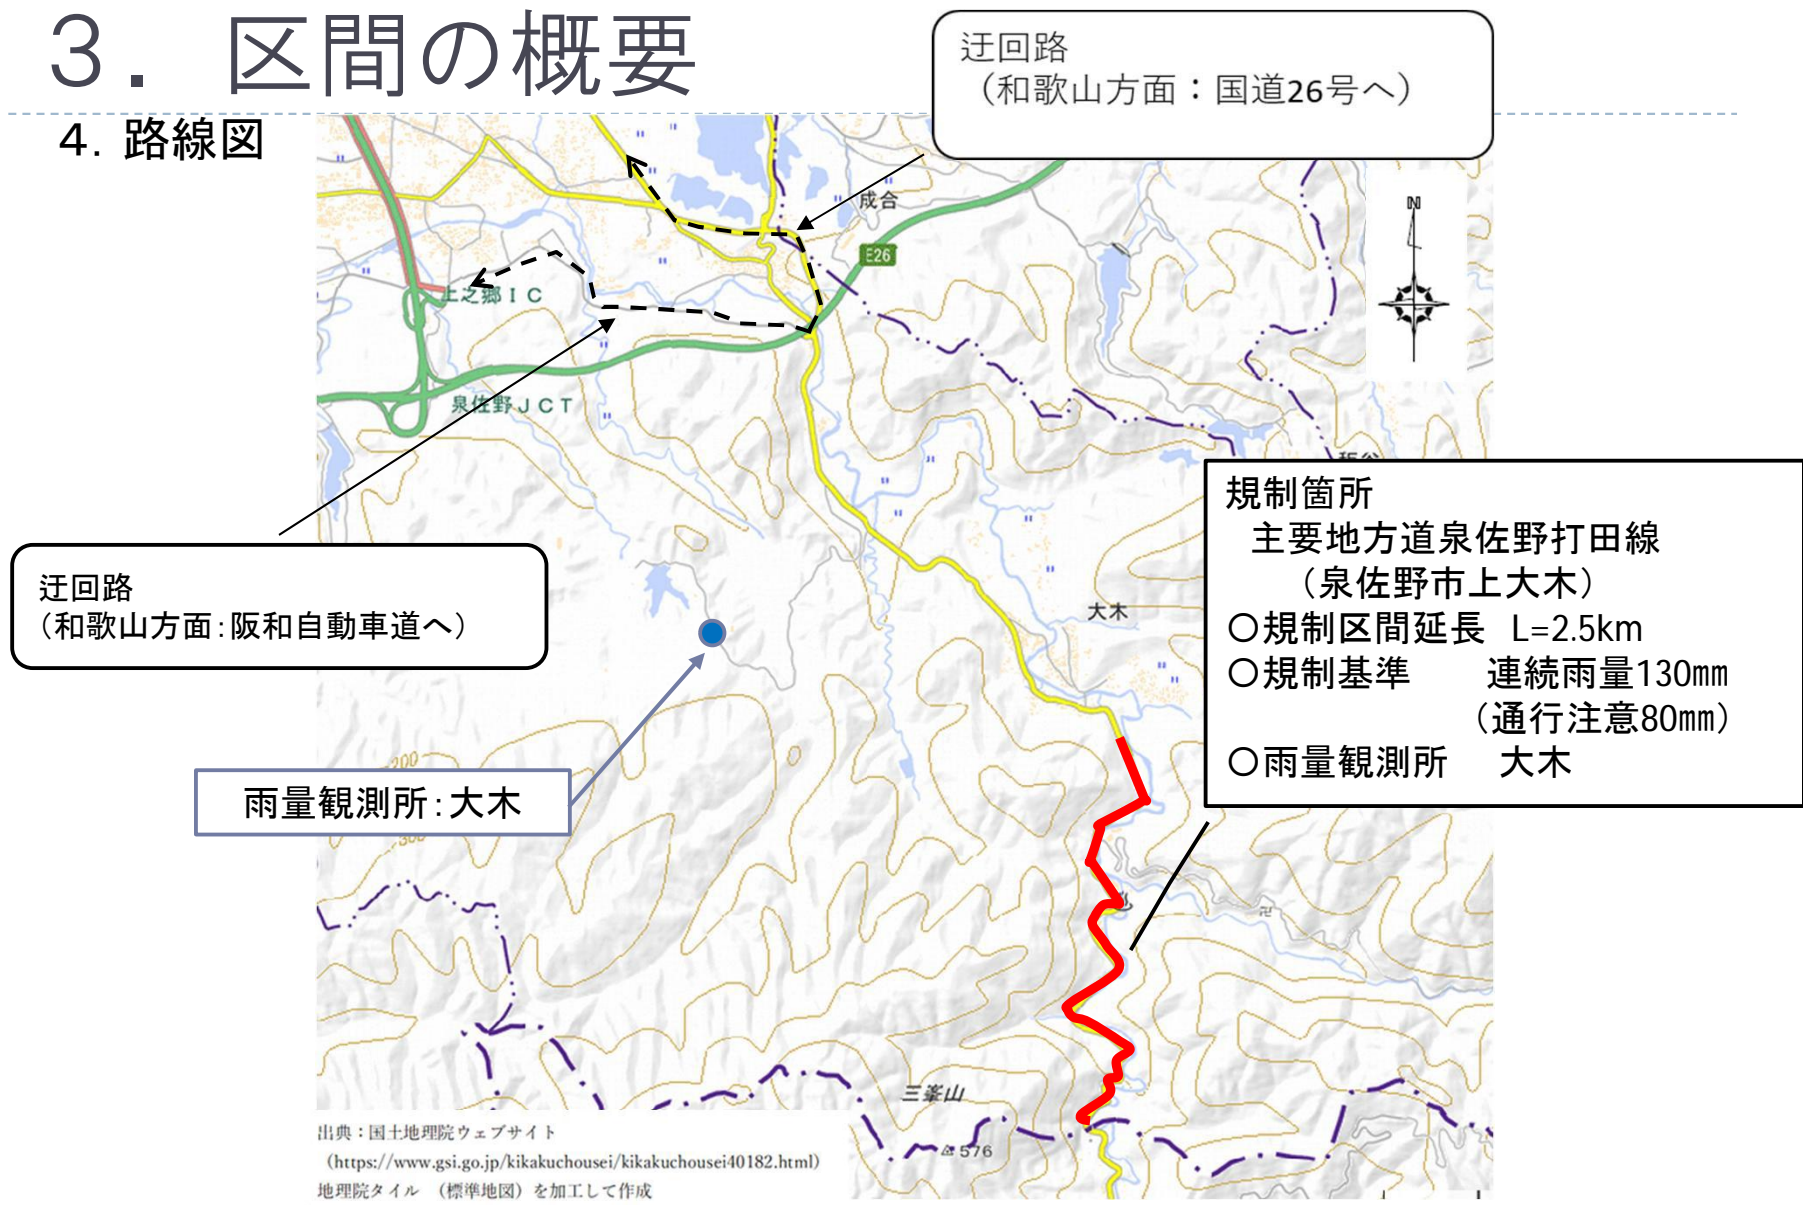 ３．区間の概要
4．路線図
迂回路
（和歌山方面：国道26号へ）
成合
N
E26
上之郷ＩＣ
泉佐野ＪＣＴ
規制箇所
主要地方道泉佐野打田線
（泉佐野市上大木）
○規制区間延長　L=2.5km
○規制基準　連続雨量130㎜
（通行注意80㎜）
○雨量観測所　大木
迂回路
（和歌山方面：阪和自動車道へ）
大木
雨量観測所：大木
200
300
三峯山
576
出典：国土地理院ウェブサイト
（https://www.gsi.go.jp/kikakuchousei/kikakuchousei40182.html）
地理院タイル　（標準地図）を加工して作成